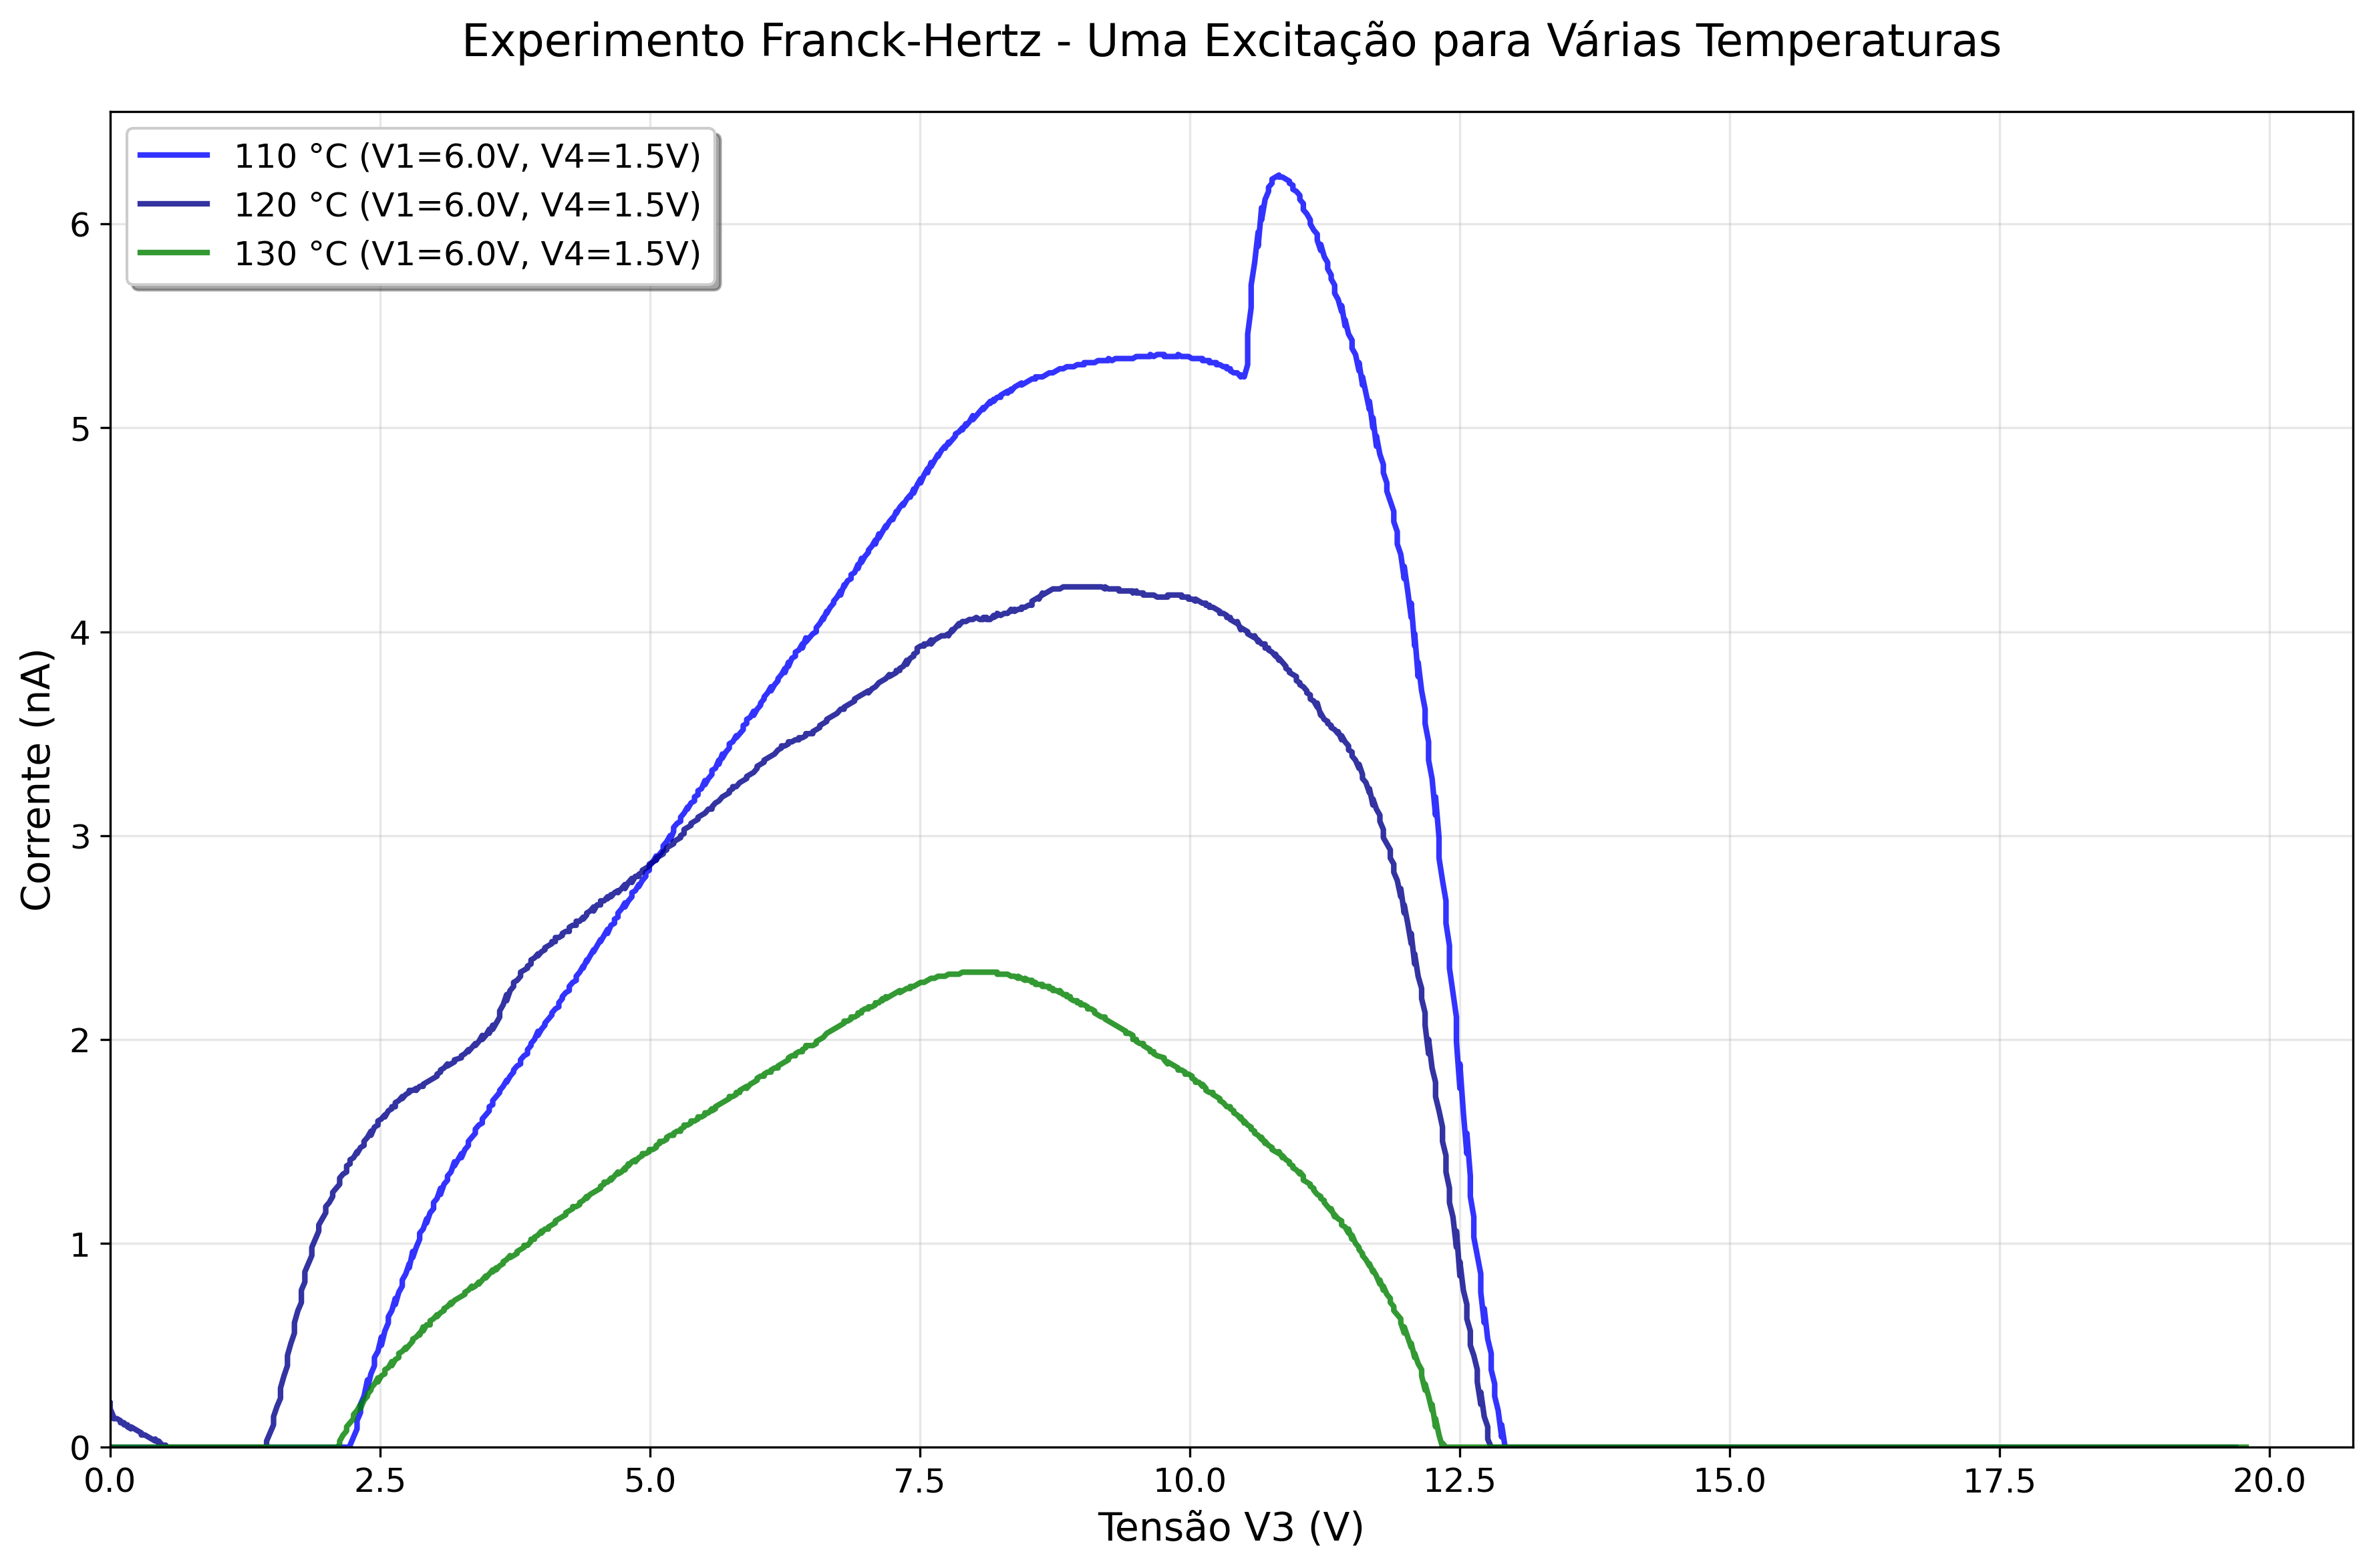 Experimento Franck-Hertz - Uma Excitação para Várias Temperaturas
110 °C (V1=6.0V, V4=1.5V)
120 °C (V1=6.0V, V4=1.5V)
130 °C (V1=6.0V, V4=1.5V)
6
5
4
3
2
1
0
Corrente (nA)
0.0 2.5 5.0 7.5 10.0 12.5 15.0 17.5 20.0
Tensão V3 (V)